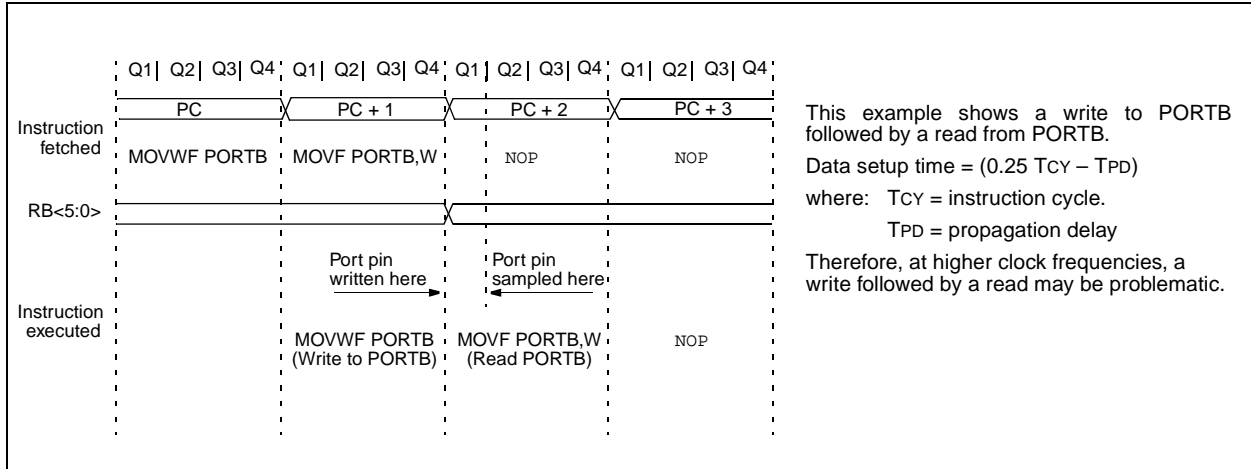 Q1| Q2| Q3| Q4 Q1| Q2| Q3| Q4 Q1| Q2| Q3| Q4 Q1| Q2| Q3| Q4
Instruction
fetched
PC PC + 1 PC + 2 PC + 3
MOVWF PORTB MOVF PORTB,W NOP NOP
RB<5:0>
Port pin
written here
Port pin
sampled here
Instruction
executed
MOVWF PORTB
(Write to PORTB)
MOVF PORTB,W
(Read PORTB)
NOP
This example shows a write to PORTB
followed by a read from PORTB.
Data setup time = (0.25 TCY – TPD)
where: TCY = instruction cycle.
TPD = propagation delay
Therefore, at higher clock frequencies, a
write followed by a read may be problematic.